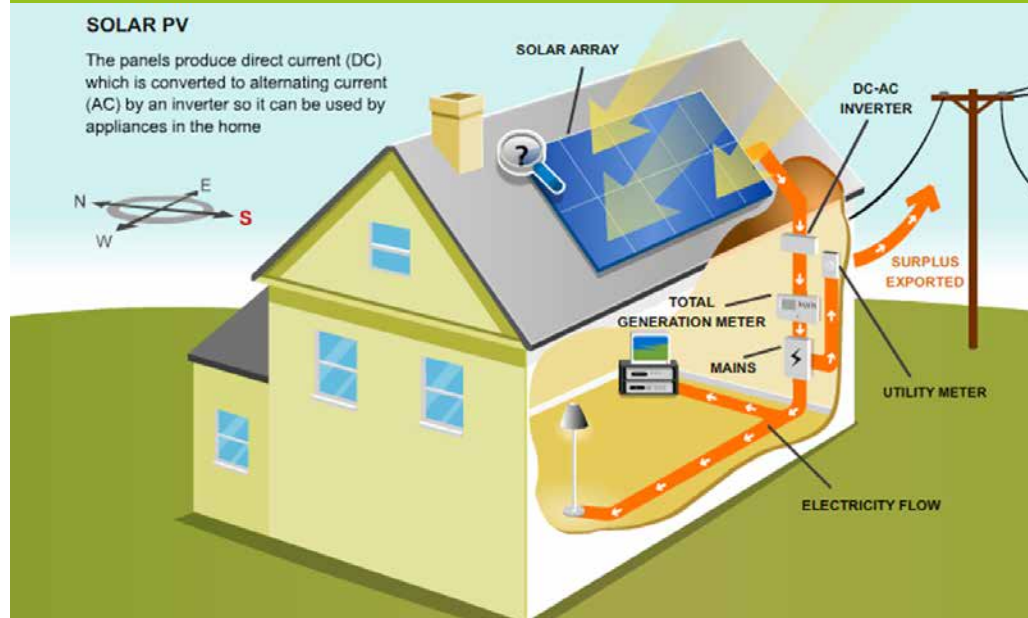 SOLAR PV
The panels produce direct current (DC)
which is converted to alternating current
(AC) by an inverter so it can be used by
appliances in the home
SOLAR ARRAY
DC-AC
INVERTER
?
N
E
S
W
SURPLUS
EXPORTED
TOTAL
GENERATION METER
MAINS
UTILITY METER
ELECTRICITY FLOW